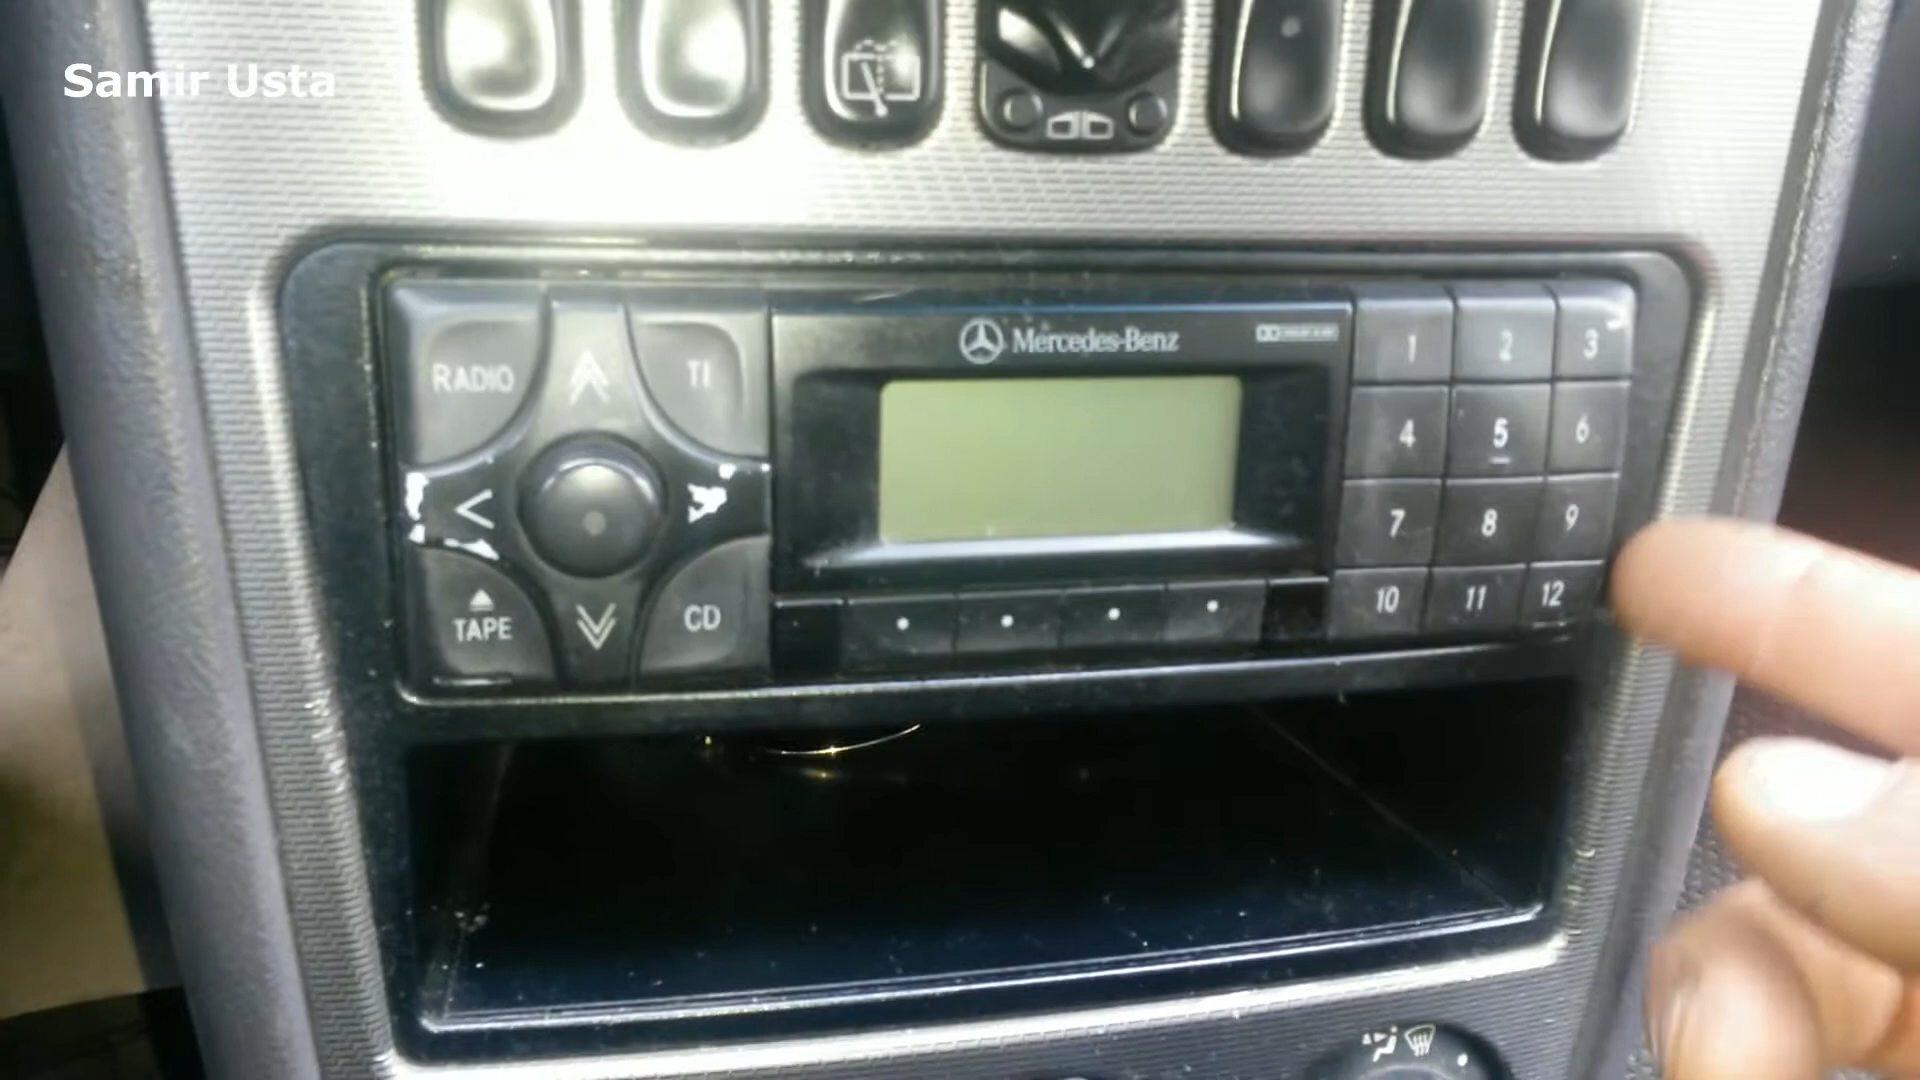 Samir Usta
Mercedes-Benz
RADIO
TI
1 2 3
4 5 6
7 8 9
10 11 12
TAPE
CD